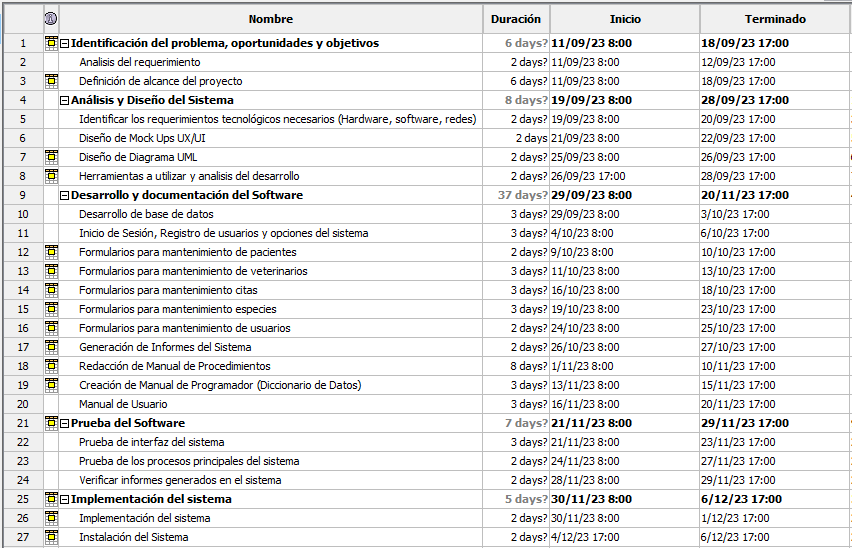 Nombre Duración Inicio Terminado
1 Identificación del problema, oportunidades y objetivos 6 days? 11/09/23 8:00 18/09/23 17:00
2 Analisis del requerimiento 2 days? 11/09/23 8:00 12/09/23 17:00
3 Definición de alcance del proyecto 6 days? 11/09/23 8:00 18/09/23 17:00
4 Análisis y Diseño del Sistema 8 days? 19/09/23 8:00 28/09/23 17:00
5 Identificar los requerimientos tecnológicos necesarios (Hardware, software, redes) 2 days? 19/09/23 8:00 20/09/23 17:00
6 Diseño de Mock Ups UX/UI 2 days 21/09/23 8:00 22/09/23 17:00
7 Diseño de Diagrama UML 2 days? 25/09/23 8:00 26/09/23 17:00
8 Herramientas a utilizar y analisis del desarrollo 2 days? 26/09/23 17:00 28/09/23 17:00
9 Desarrollo y documentación del Software 37 days? 29/09/23 8:00 20/11/23 17:00
10 Desarrollo de base de datos 3 days? 29/09/23 8:00 3/10/23 17:00
11 Inicio de Sesión, Registro de usuarios y opciones del sistema 3 days? 4/10/23 8:00 6/10/23 17:00
12 Formularios para mantenimiento de pacientes 2 days? 9/10/23 8:00 10/10/23 17:00
13 Formularios para mantenimiento de veterinarios 3 days? 11/10/23 8:00 13/10/23 17:00
14 Formularios para mantenimiento citas 3 days? 16/10/23 8:00 18/10/23 17:00
15 Formularios para mantenimiento especies 3 days? 19/10/23 8:00 23/10/23 17:00
16 Formularios para mantenimiento de usuarios 2 days? 24/10/23 8:00 25/10/23 17:00
17 Generación de Informes del Sistema 2 days? 26/10/23 8:00 27/10/23 17:00
18 Redacción de Manual de Procedimientos 8 days? 1/11/23 8:00 10/11/23 17:00
19 Creación de Manual de Programador (Diccionario de Datos) 3 days? 13/11/23 8:00 15/11/23 17:00
20 Manual de Usuario 3 days? 16/11/23 8:00 20/11/23 17:00
21 Prueba del Software 7 days? 21/11/23 8:00 29/11/23 17:00
22 Prueba de interfaz del sistema 3 days? 21/11/23 8:00 23/11/23 17:00
23 Prueba de los procesos principales del sistema 2 days? 24/11/23 8:00 27/11/23 17:00
24 Verificar informes generados en el sistema 2 days? 28/11/23 8:00 29/11/23 17:00
25 Implementación del sistema 5 days? 30/11/23 8:00 6/12/23 17:00
26 Implementación del sistema 2 days? 30/11/23 8:00 1/12/23 17:00
27 Instalación del Sistema 2 days? 4/12/23 17:00 6/12/23 17:00